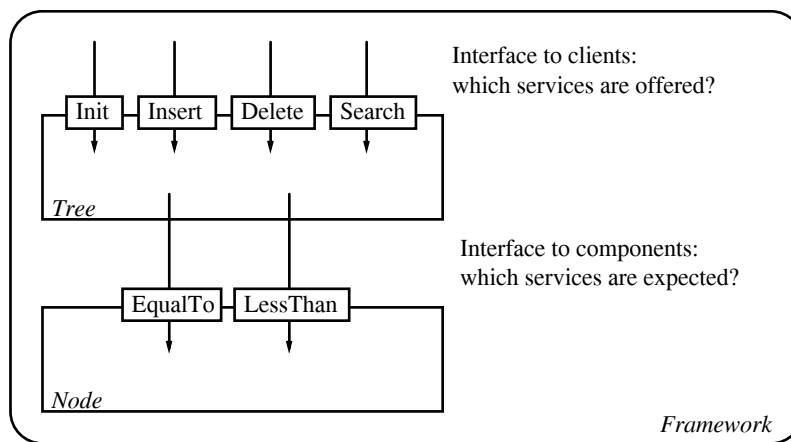 Interface to clients:
which services are offered?
Init Insert Delete Search
Tree
Interface to components:
which services are expected?
EqualTo LessThan
Node
Framework